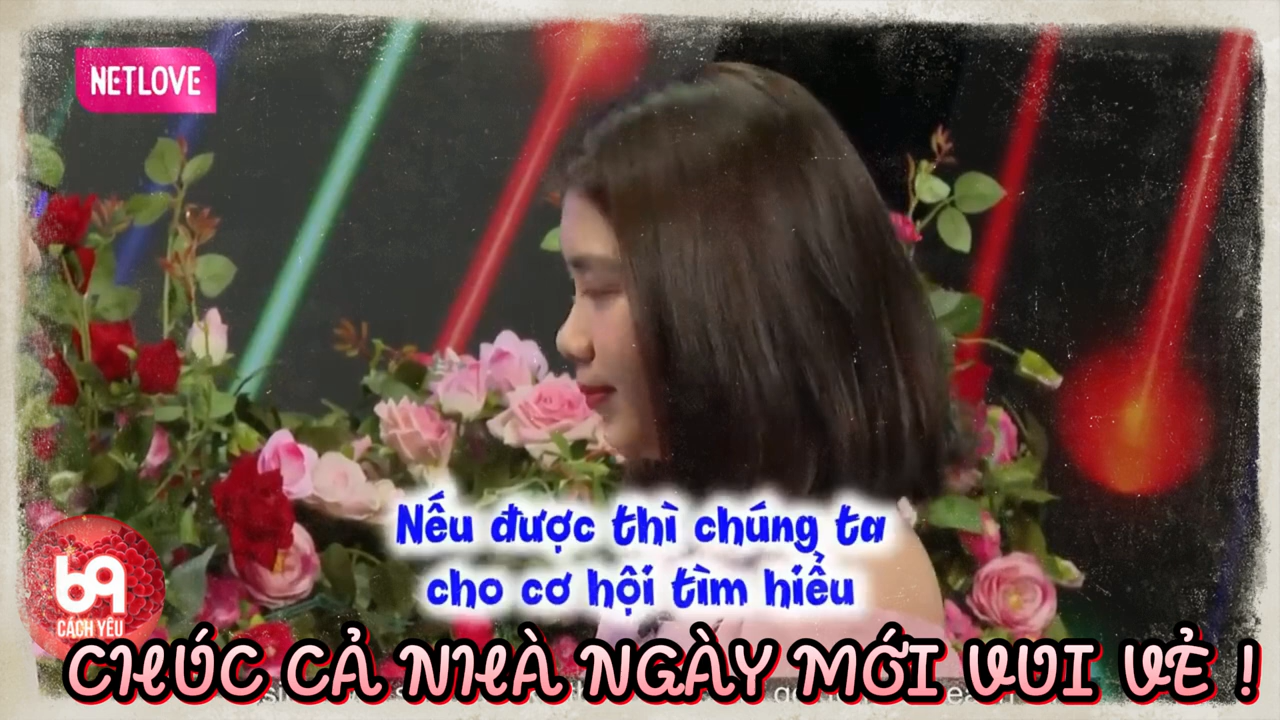 NETLOVE
Nếu được thì chúng ta
cho cơ hội tìm hiểu
69
CÁCH YÊU
CHÚC CẢ NHÀ NGÀY MỚI VUI VẺ !